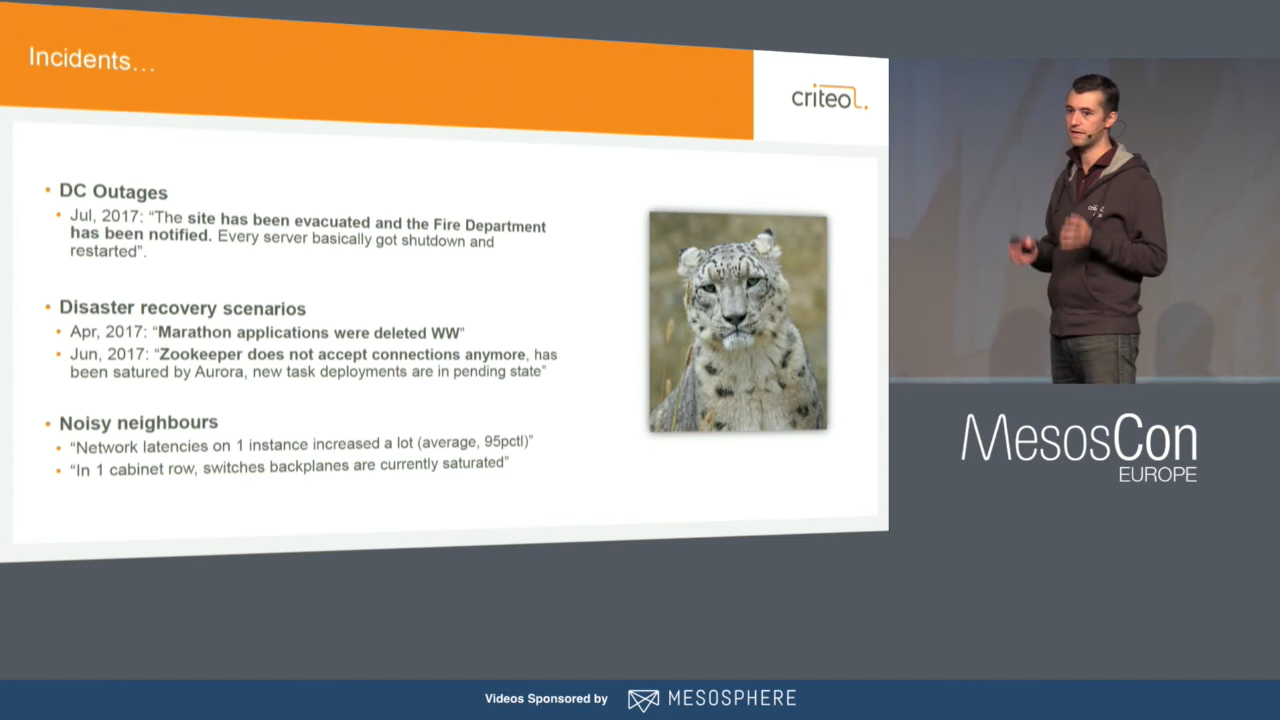 Incidents...
criteo.
• DC Outages
• Jul, 2017: “The site has been evacuated and the Fire Department
has been notified. Every server basically got shutdown and
restarted”.
• Disaster recovery scenarios
• Apr, 2017: “Marathon applications were deleted WW”
• Jun, 2017: “Zookeeper does not accept connections anymore, has
been satured by Aurora, new task deployments are in pending state”
• Noisy neighbours
• “Network latencies on 1 instance increased a lot (average, 95pctl)”
• “In 1 cabinet row, switches backplanes are currently saturated”
MesosCon
EUROPE
Videos Sponsored by
MESOSPHERE